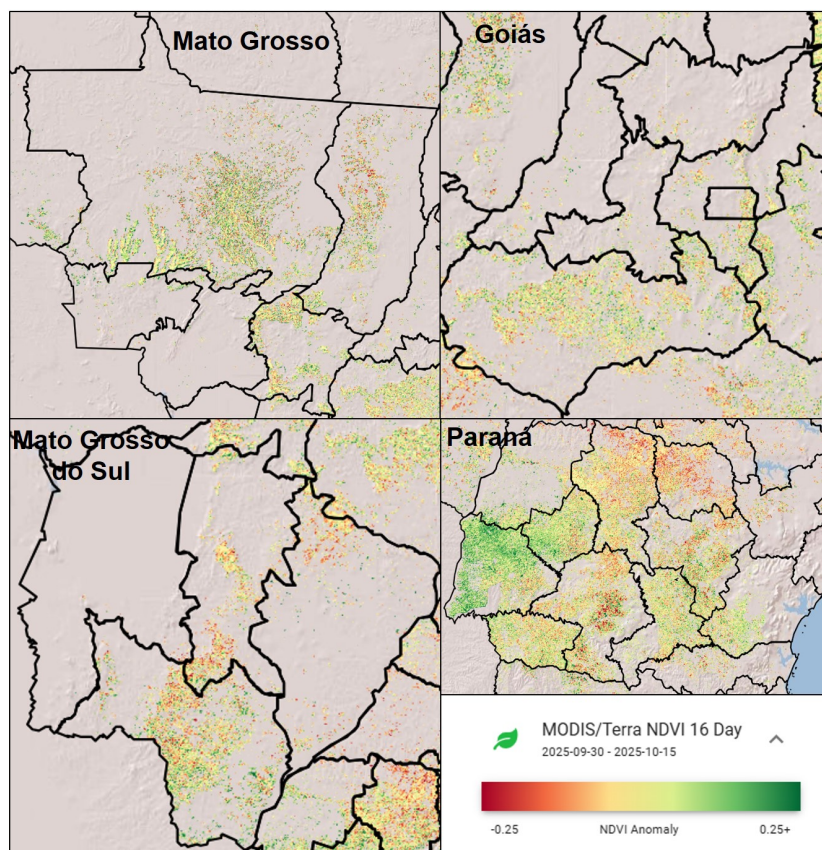 Mato Grosso
Goiás
Mato Grosso
do Sul
Paraná
MODIS/Terra NDVI 16 Day
2025-09-30 - 2025-10-15
-0.25 NDVI Anomaly 0.25+